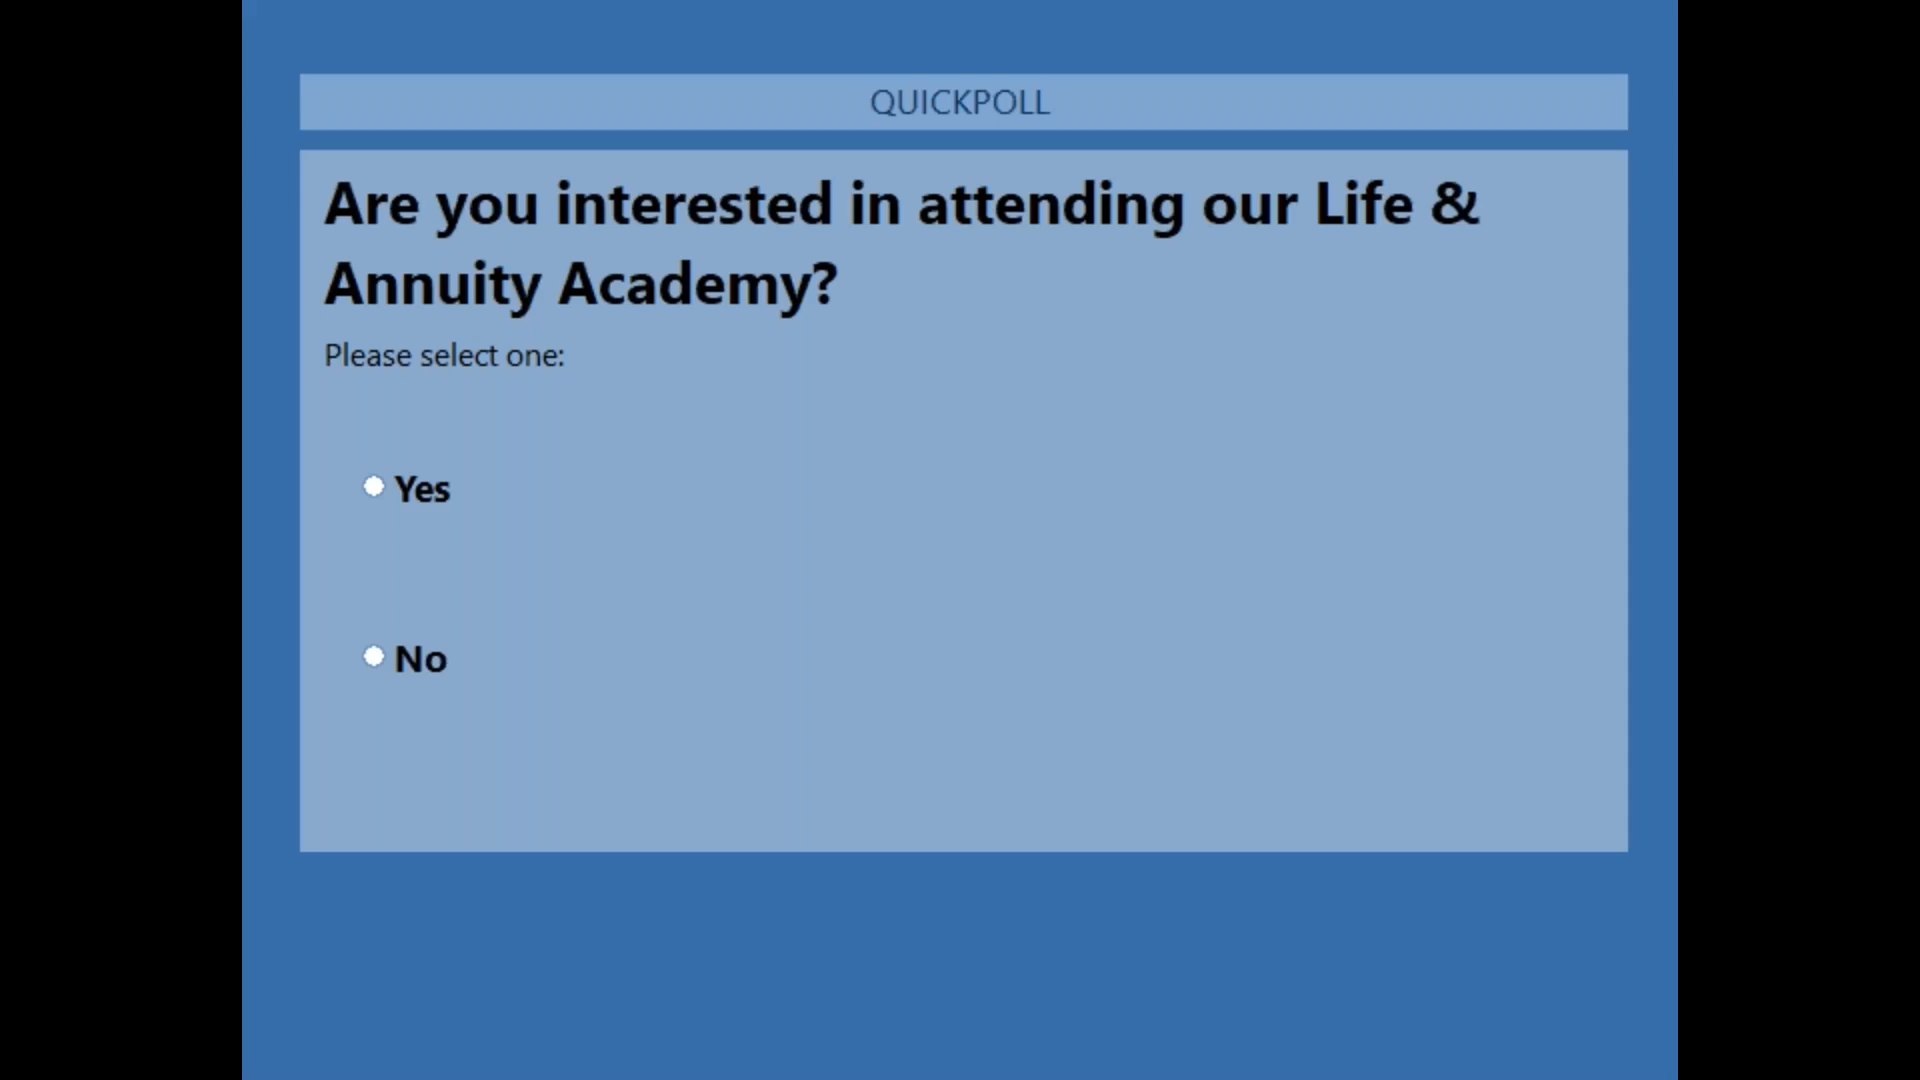 QUICKPOLL
Are you interested in attending our Life &
Annuity Academy?
Please select one:
Yes
No